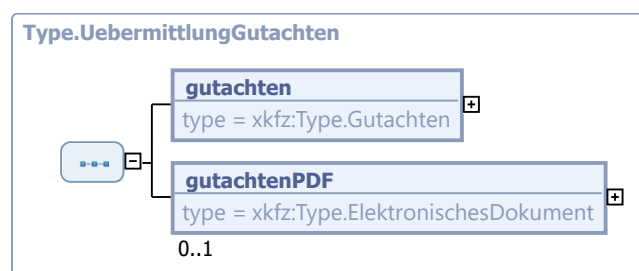 Type.UebermittlungGutachten
gutachten
type = xkfz:Type.Gutachten
gutachtenPDF
type = xkfz:Type.ElektronischesDokument
0..1